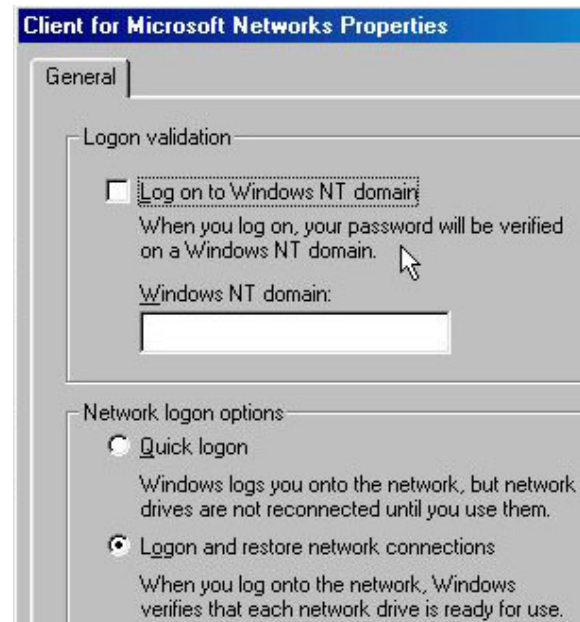 Client for Microsoft Networks Properties
General
Logon validation
Log on to Windows NT domain
When you log on, your password will be verified
on a Windows NT domain.
Windows NT domain:
Network logon options
Quick logon
Windows logs you onto the network, but network
drives are not reconnected until you use them.
Logon and restore network connections
When you log onto the network, Windows
verifies that each network drive is ready for use.